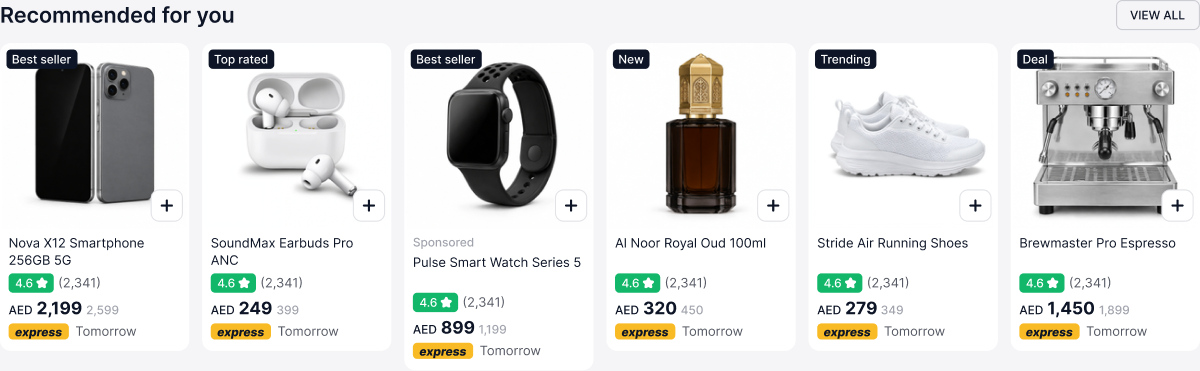 Recommended for you
VIEW ALL
Best seller
Nova X12 Smartphone
256GB 5G
4.6 ★ (2,341)
AED 2,199 2,599
express Tomorrow
Top rated
SoundMax Earbuds Pro
ANC
4.6 ★ (2,341)
AED 249 399
express Tomorrow
Best seller
Sponsored
Pulse Smart Watch Series 5
4.6 ★ (2,341)
AED 899 1,199
express Tomorrow
New
Al Noor Royal Oud 100ml
4.6 ★ (2,341)
AED 320 450
express Tomorrow
Trending
Stride Air Running Shoes
4.6 ★ (2,341)
AED 279 349
express Tomorrow
Deal
Brewmaster Pro Espresso
4.6 ★ (2,341)
AED 1,450 1,899
express Tomorrow